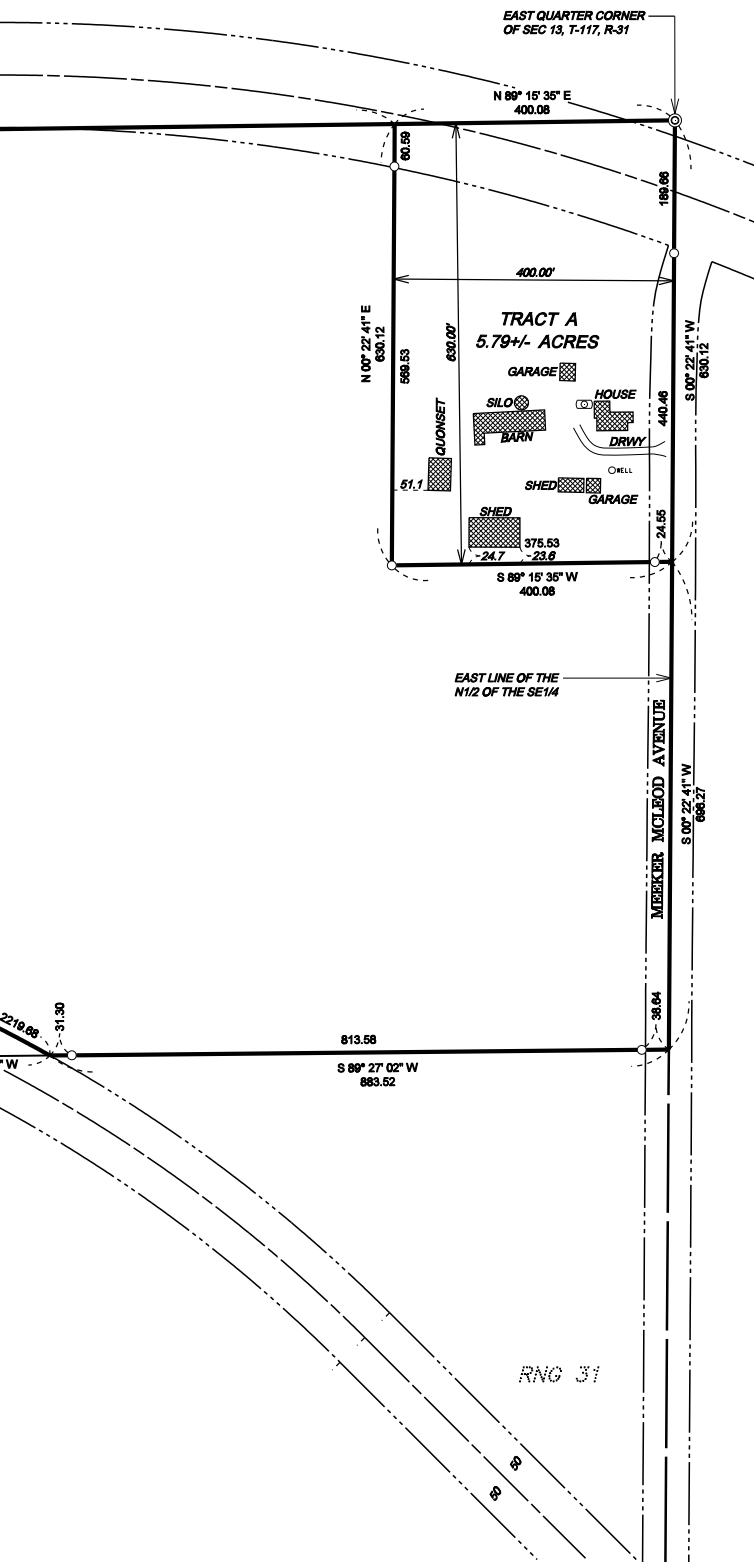 EAST QUARTER CORNER
OF SEC 13, T-117, R-31
N 89° 15' 35" E
400.08
60.59
189.66
400.00'
TRACT A
5.79+/- ACRES
N 00° 22' 41" E
630.12
569.53
630.00'
S 00° 22' 41" W
630.12
440.46
GARAGE
SILO
HOUSE
BARN
DRWY
QUONSET
WELL
51.1
SHED
GARAGE
SHED
24.55
375.53
24.7
23.6
S 89° 15' 35" W
400.08
EAST LINE OF THE
N1/2 OF THE SE1/4
MEEKER MCLEOD AVENUE
S 00° 22' 41" W
696.27
2219.68
31.30
38.64
813.58
" W
S 89° 27' 02" W
883.52
RNG 31
50
50